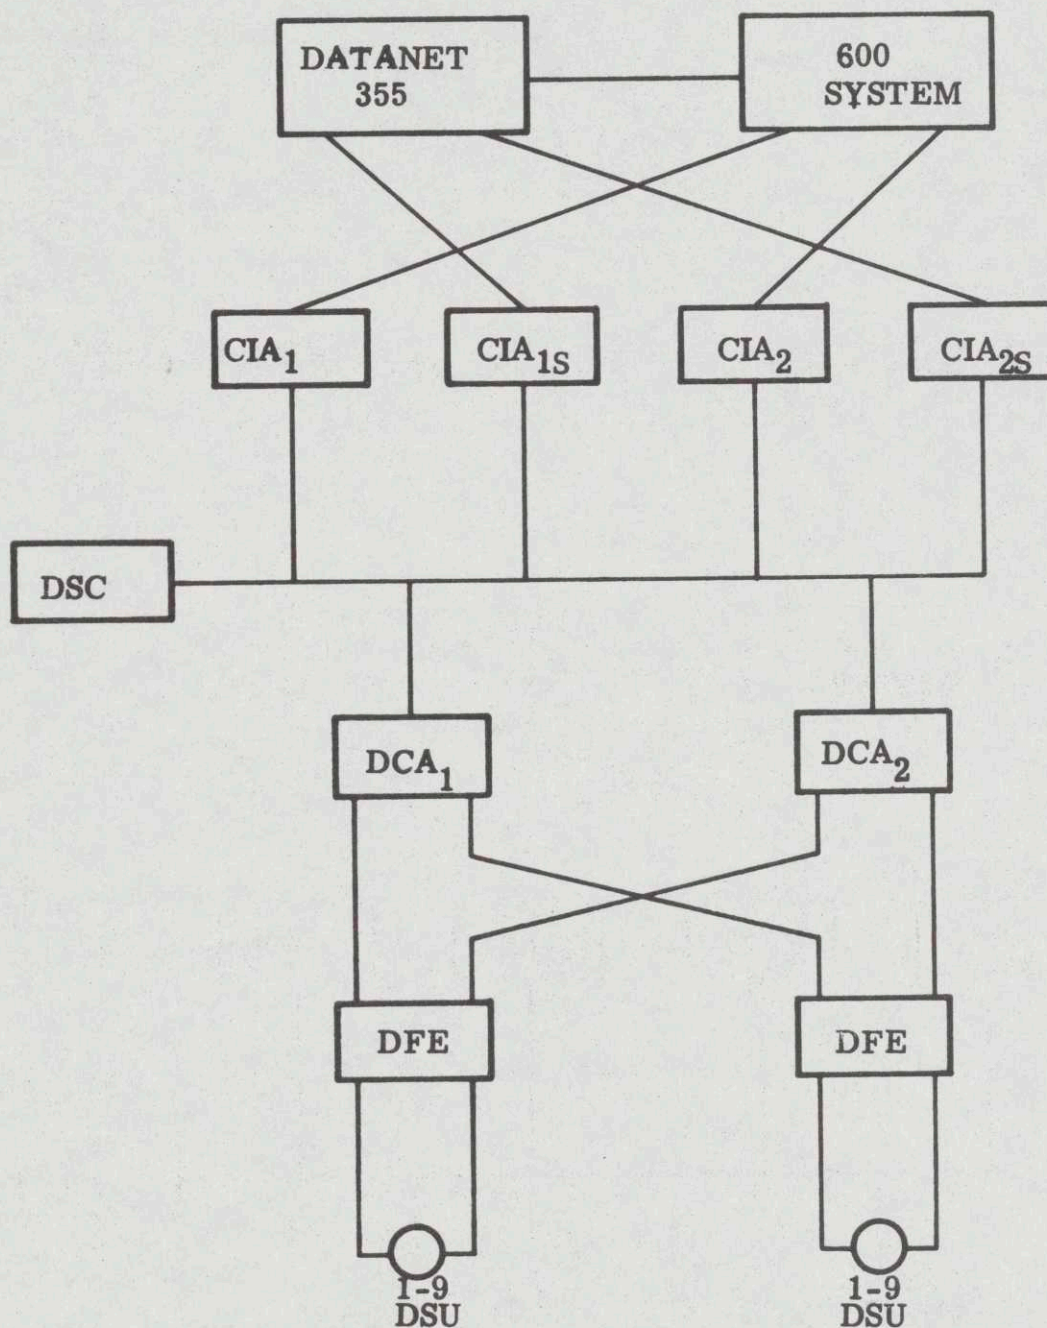 DATANET
355
600
SYSTEM
CIA1
CIA1S
CIA2
CIA2S
DSC
DCA1
DCA2
DFE
DFE
1-9
DSU
1-9
DSU